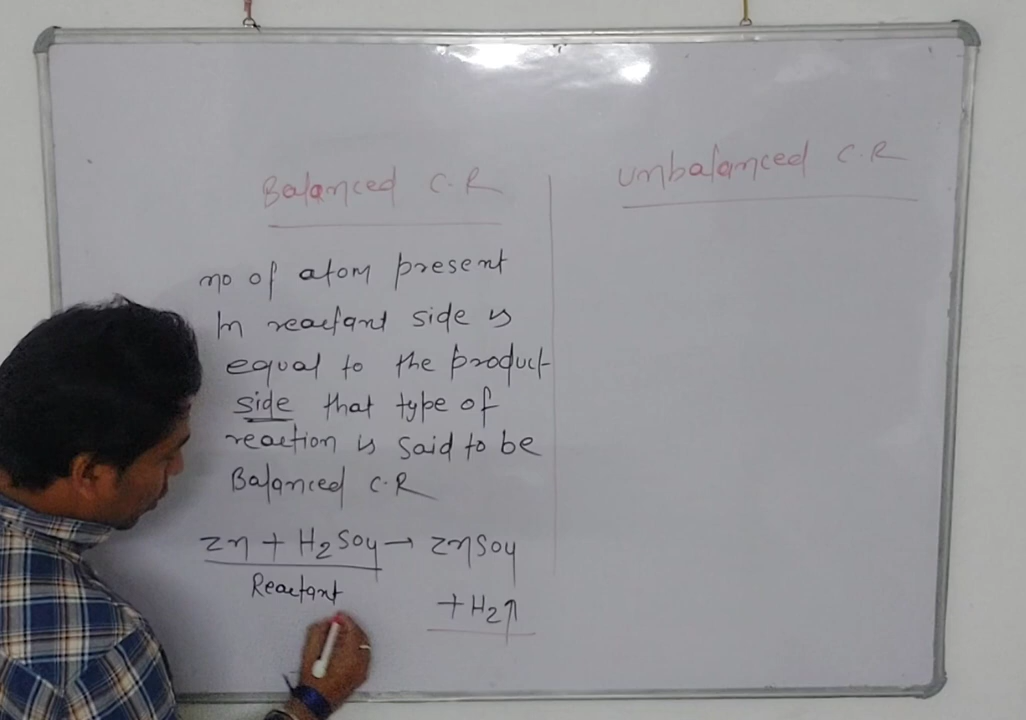 Balanced C.R
no of atom present
In reactant side is
equal to the product
side that type of
reaction is said to be
Balanced C.R
Zn + H2SO4 → ZnSO4
Reactant
+ H2↑
Unbalanced C.R